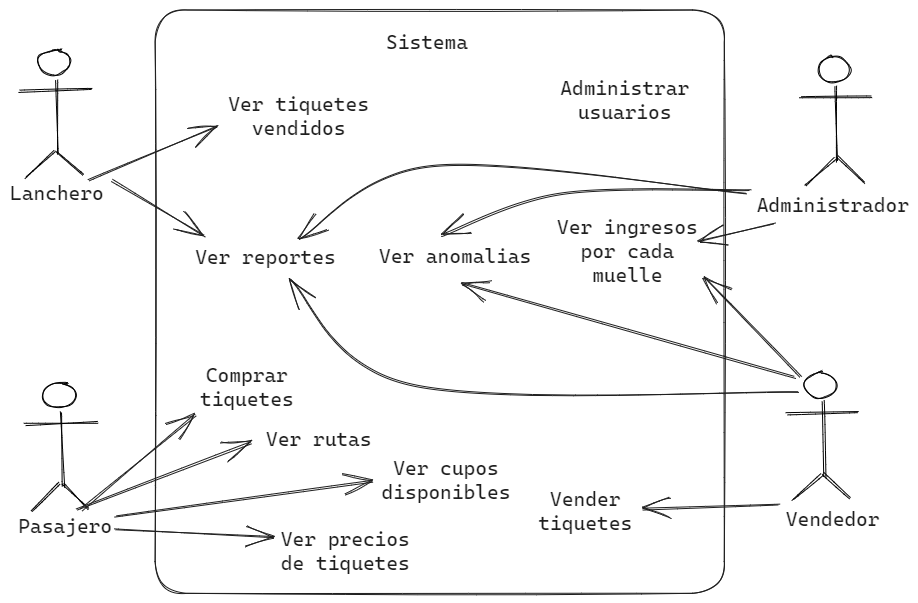 Sistema
Administrar
usuarios
Ver tiquetes
vendidos
Lanchero
Administrador
Ver reportes
Ver anomalias
Ver ingresos
por cada
muelle
Comprar
tiquetes
Ver rutas
Ver cupos
disponibles
Vender
tiquetes
Pasajero
Vendedor
Ver precios
de tiquetes